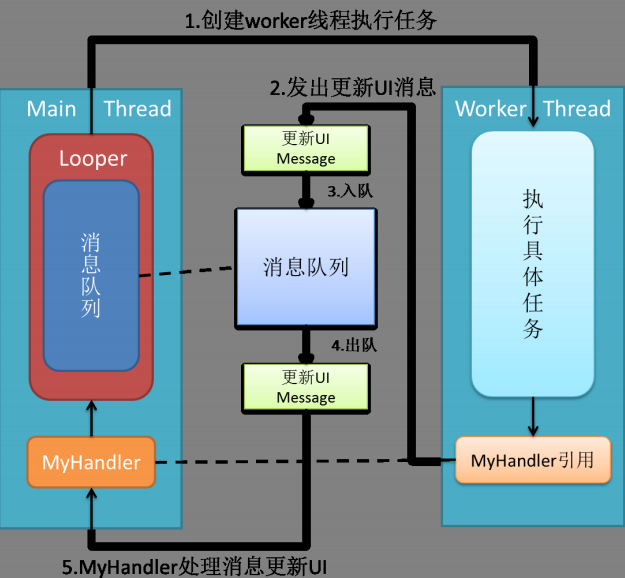 1.创建worker线程执行任务
2.发出更新UI消息
Main Thread
Worker Thread
Looper
更新UI
Message
3.入队
消息队列
消息队列
执行具体任务
4.出队
更新UI
Message
MyHandler
MyHandler引用
5.MyHandler处理消息更新UI